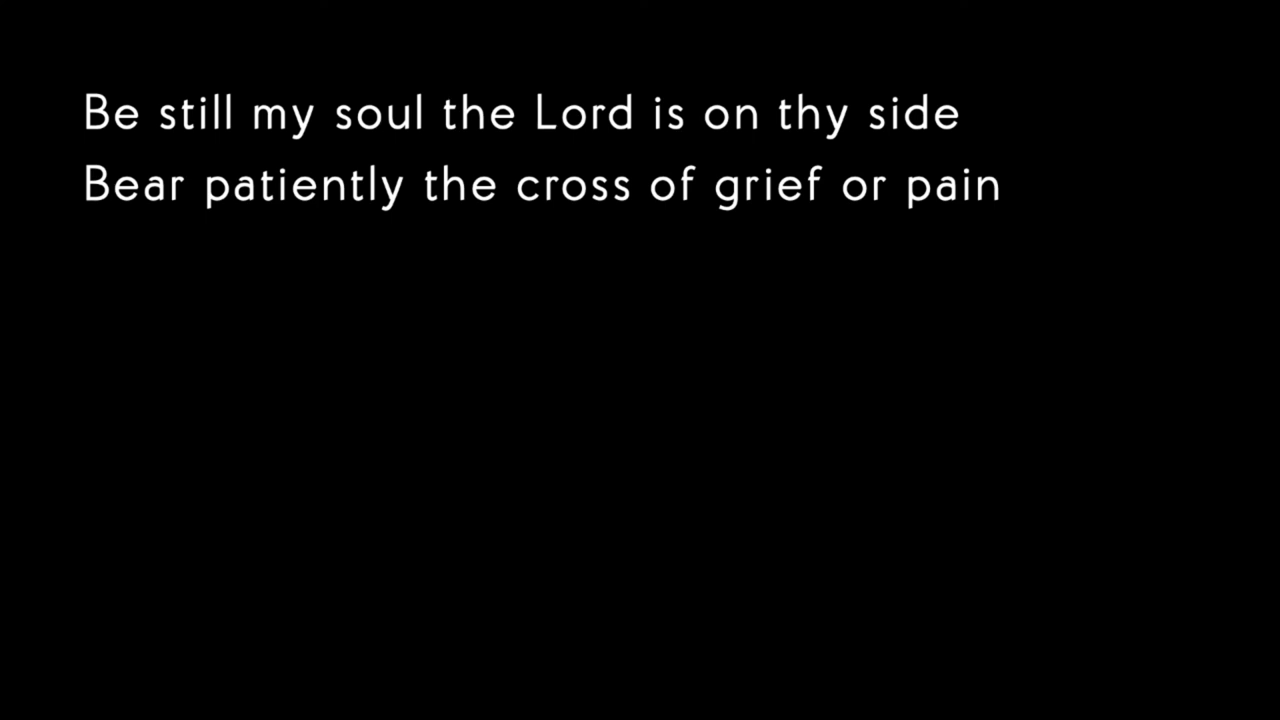 Be still my soul the Lord is on thy side
Bear patiently the cross of grief or pain